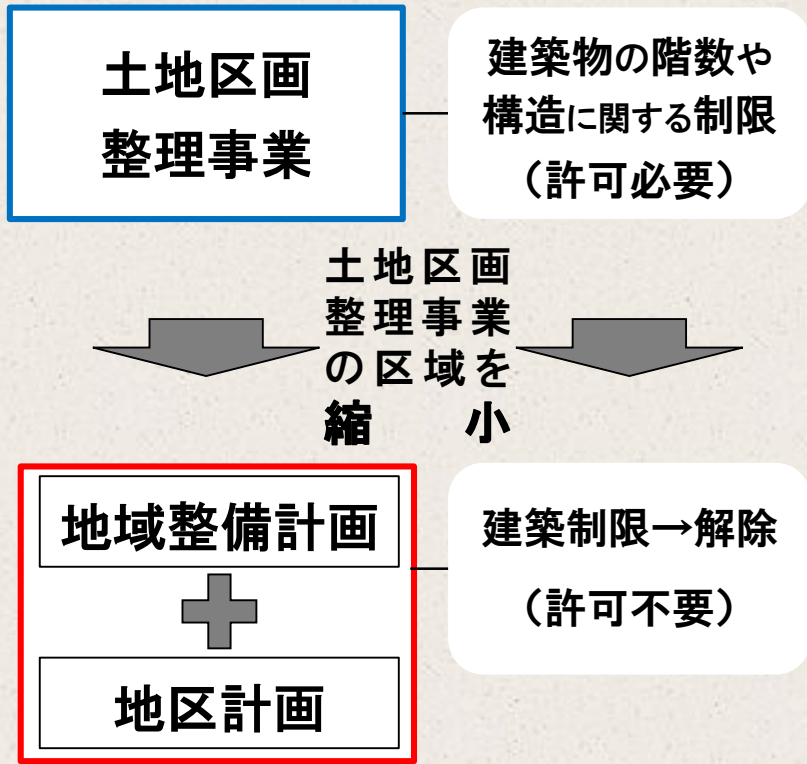 土地区画
整理事業
建築物の階数や
構造に関する制限
（許可必要）
土地区画
整理事業
の区域を
縮小
地域整備計画
地区計画
建築制限→解除
（許可不要）